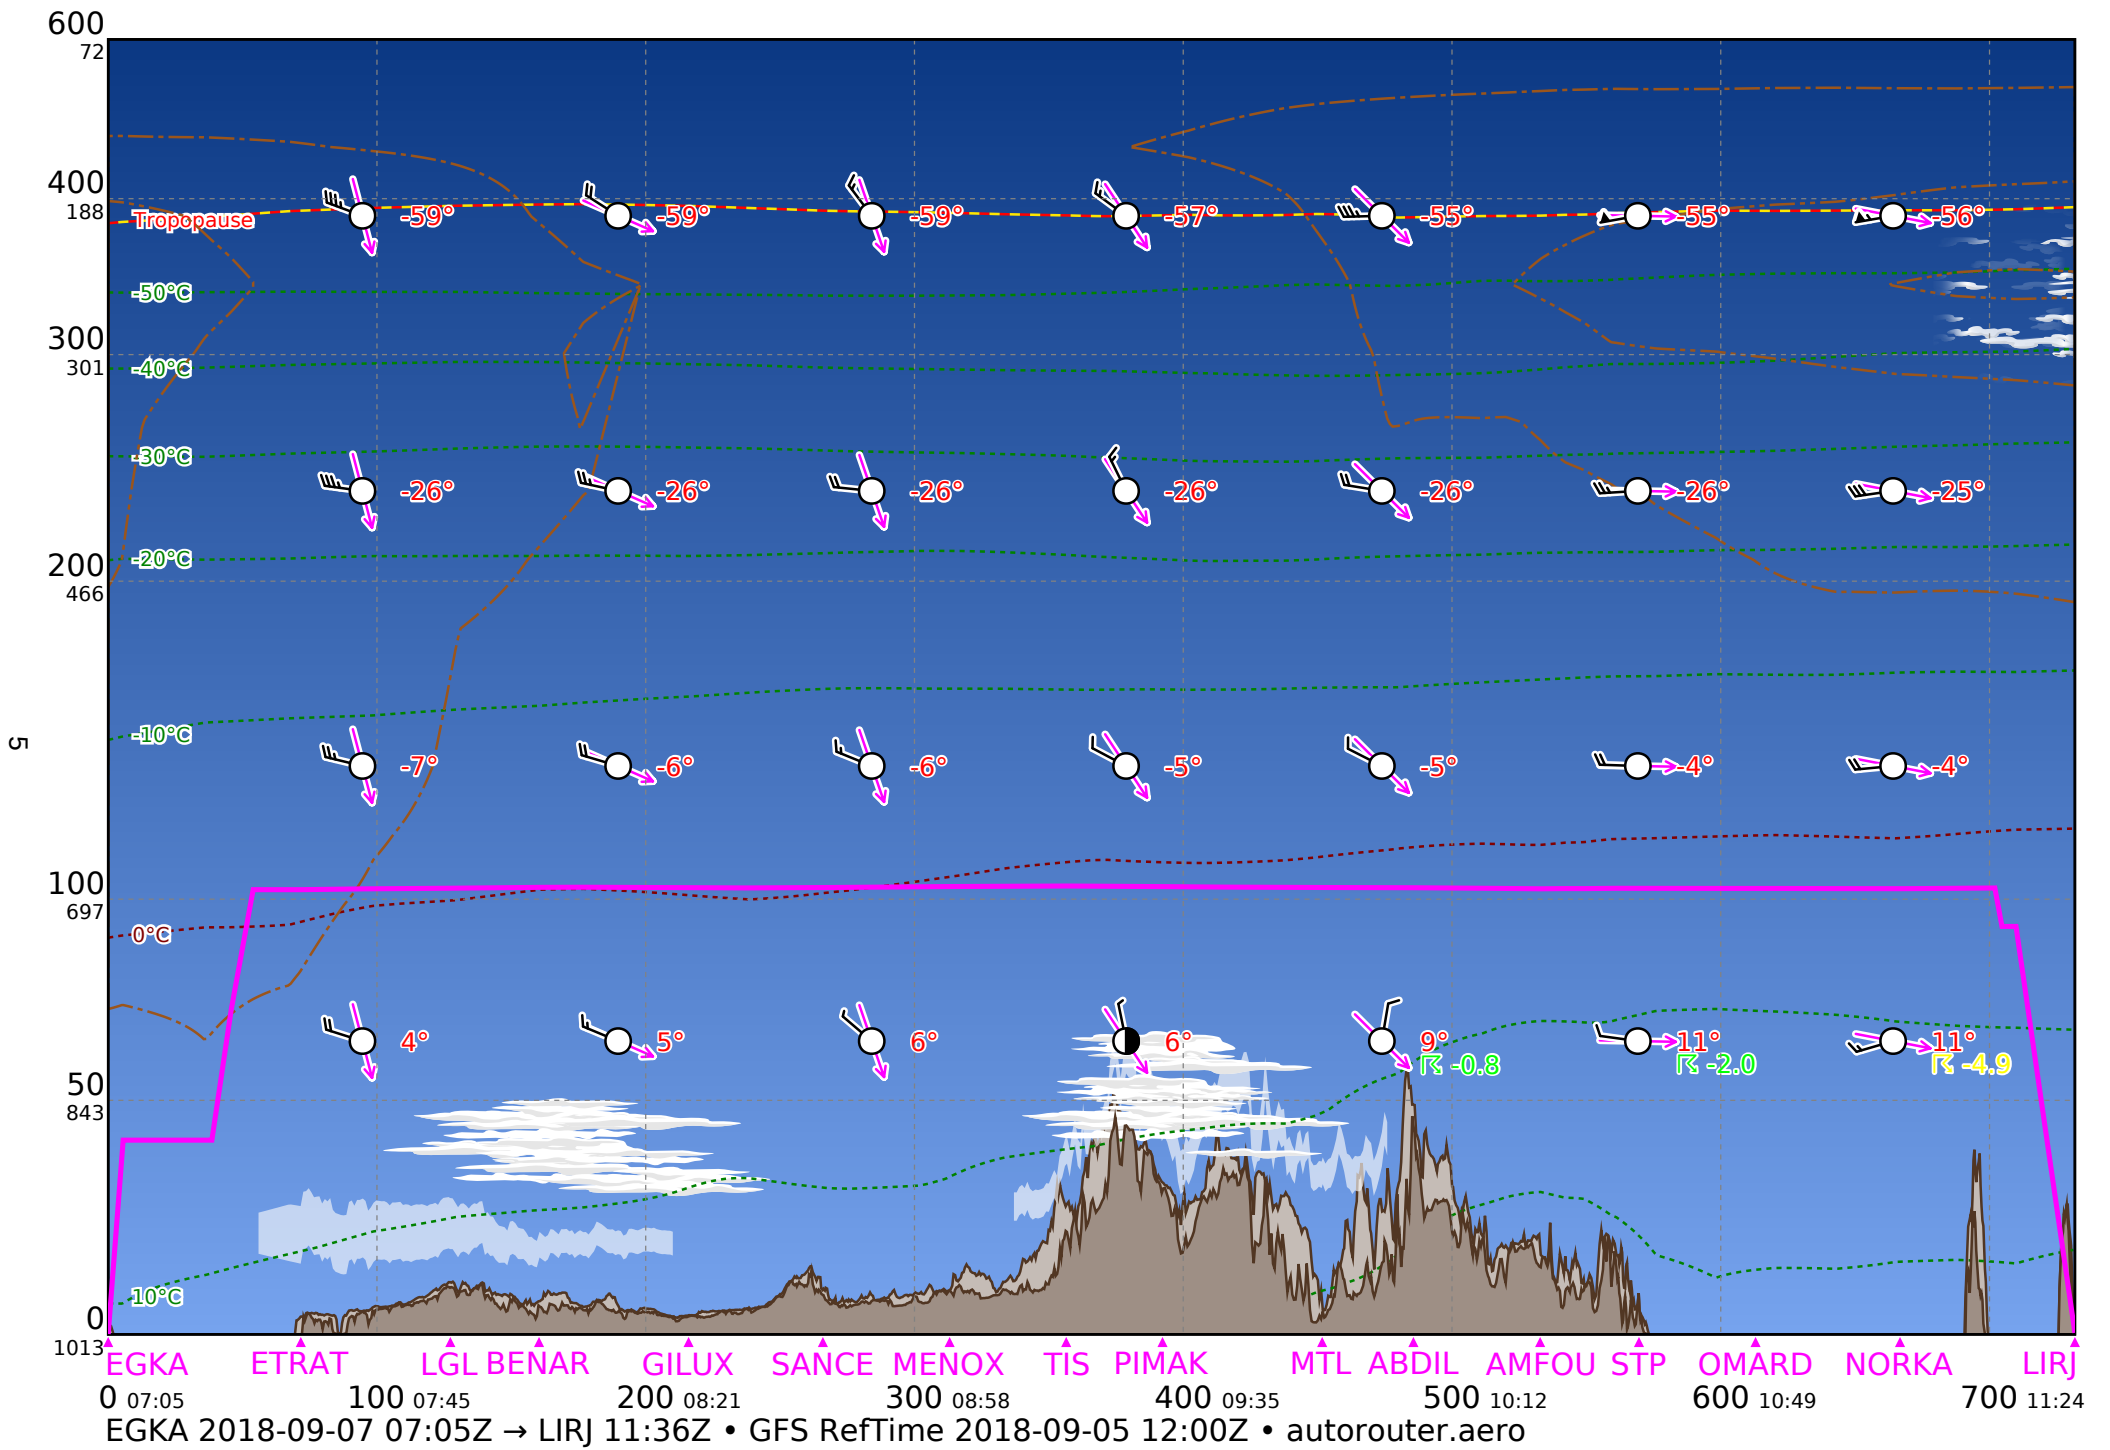 600
72
400
188
Tropopause -59° -59° -59° -57° -55° -55° -56°
-50°C
300
301
-40°C
-30°C
-26° -26° -26° -26° -26° -26° -25°
-20°C
200
466
-10°C
5
-7° -6° -6° -5° -5° -4° -4°
100
697
0°C
4° 5° 6° 6° 9° 11° 11°
-0.8 -2.0 -4.9
50
843
10°C
0
1013
EGKA ETRAT LGL BENAR GILUX SANCE MENOX TIS PIMAK MTL ABDIL AMFOU STP OMARD NORKA LIRJ
0 07:05 100 07:45 200 08:21 300 08:58 400 09:35 500 10:12 600 10:49 700 11:24
EGKA 2018-09-07 07:05Z → LIRJ 11:36Z • GFS RefTime 2018-09-05 12:00Z • autorouter.aero